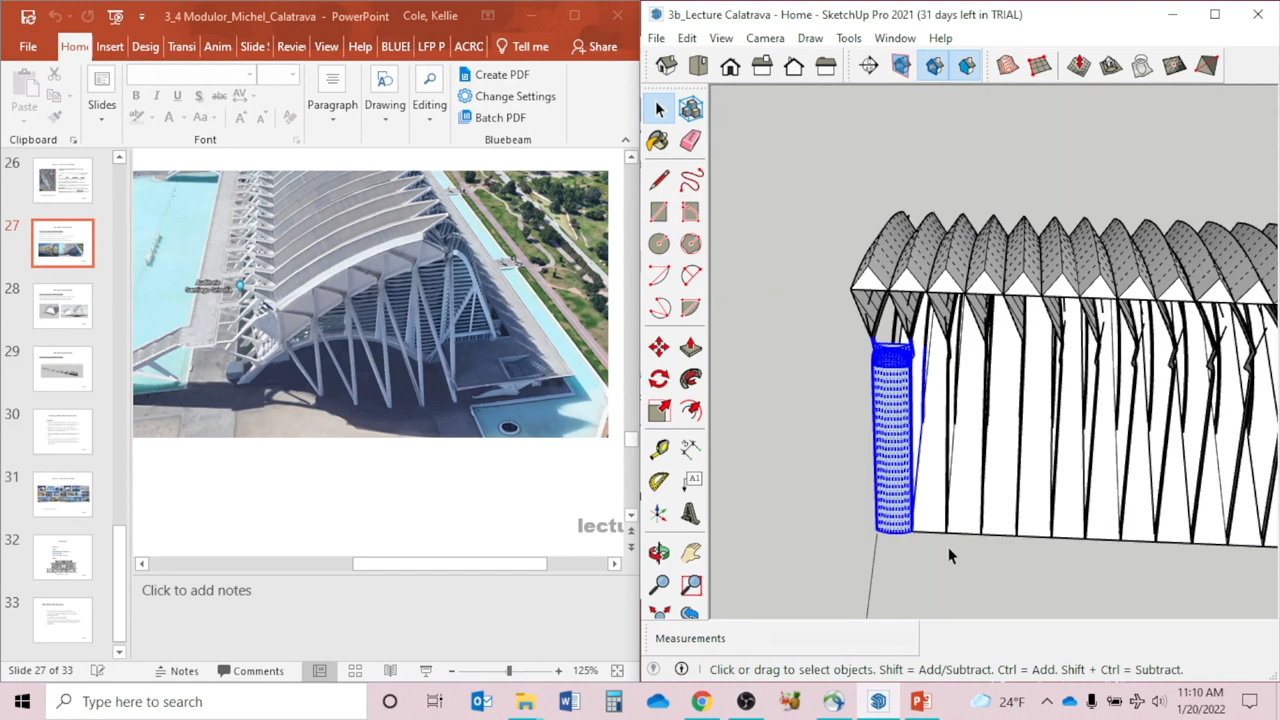 3_4 Modulor_Michel_Calatrava - PowerPoint
Cole, Kellie
File
Home
Insert
Desig
Transi
Anim
Slide S
Review
View
Help
BLUEI
LFP P
ACRC
Tell me
Share
Paste
Slides
Paragraph
Drawing
Editing
Create PDF
Change Settings
Batch PDF
Clipboard
Font
Bluebeam
26
27
28
29
30
31
32
33
lectu
Click to add notes
Slide 27 of 33
Notes
Comments
125%
3b_Lecture Calatrava - Home - SketchUp Pro 2021 (31 days left in TRIAL)
File
Edit
View
Camera
Draw
Tools
Window
Help
A1
Measurements
Click or drag to select objects. Shift = Add/Subtract. Ctrl = Add. Shift + Ctrl = Subtract.
Type here to search
24°F
11:10 AM
1/20/2022